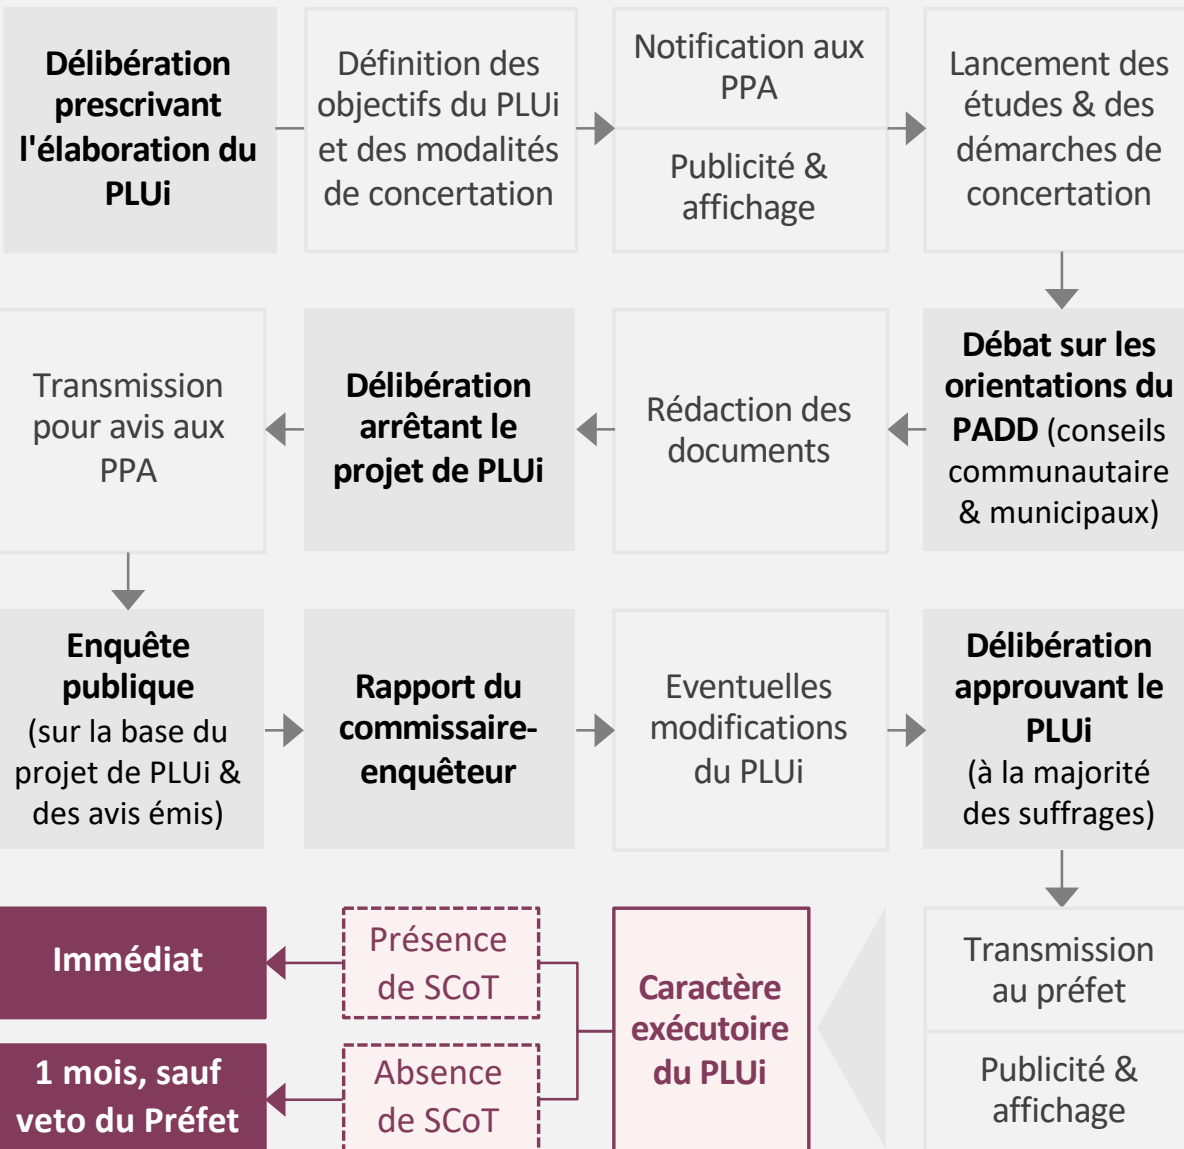 Délibération
prescrivant
l'élaboration du
PLUi
Définition des
objectifs du PLUi
et des modalités
de concertation
Notification aux
PPA
Publicité &
affichage
Lancement des
études & des
démarches de
concertation
Débat sur les
orientations du
PADD (conseils
communautaire
& municipaux)
Rédaction des
documents
Délibération
arrêtant le
projet de PLUi
Transmission
pour avis aux
PPA
Enquête
publique
(sur la base du
projet de PLUi &
des avis émis)
Rapport du
commissaire-
enquêteur
Eventuelles
modifications
du PLUi
Délibération
approuvant le
PLUi
(à la majorité
des suffrages)
Transmission
au préfet
Publicité &
affichage
Caractère
exécutoire
du PLUi
Présence
de SCoT
Immédiat
Absence
de SCoT
1 mois, sauf
veto du Préfet